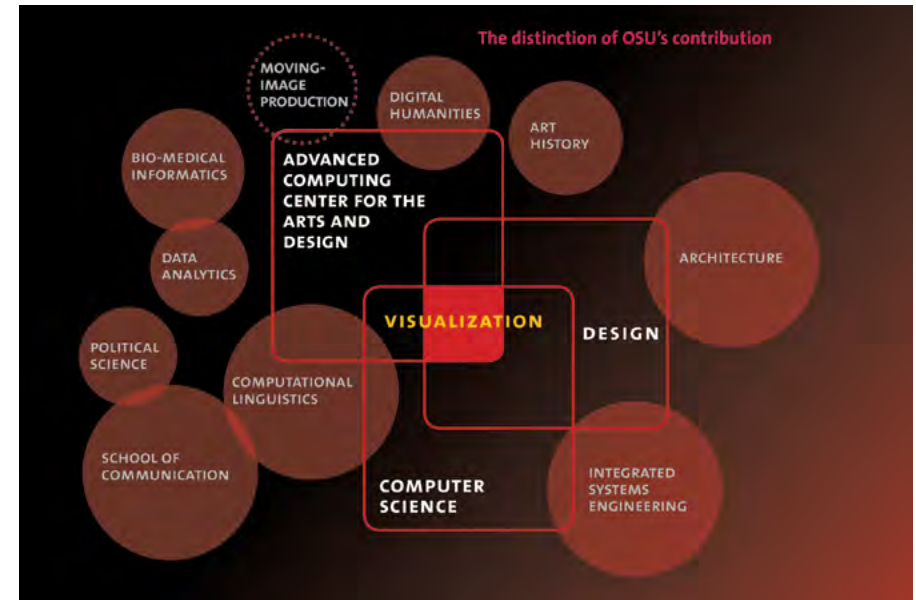 The distinction of OSU's contribution
MOVING-
IMAGE
PRODUCTION
DIGITAL
HUMANITIES
ART
HISTORY
BIO-MEDICAL
INFORMATICS
ADVANCED
COMPUTING
CENTER FOR THE
ARTS AND
DESIGN
DATA
ANALYTICS
ARCHITECTURE
VISUALIZATION
DESIGN
POLITICAL
SCIENCE
COMPUTATIONAL
LINGUISTICS
SCHOOL OF
COMMUNICATION
COMPUTER
SCIENCE
INTEGRATED
SYSTEMS
ENGINEERING